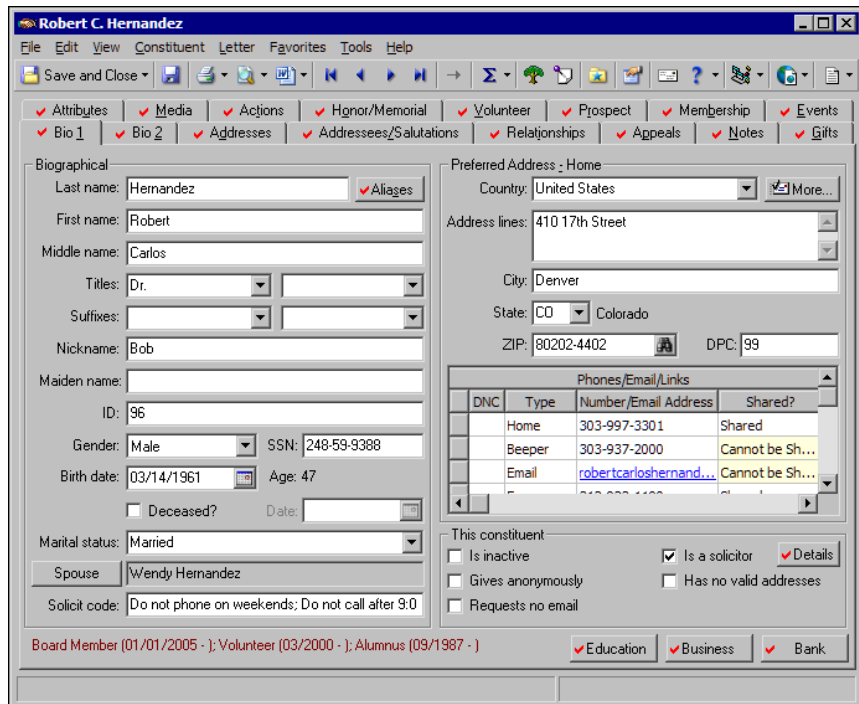 Robert C. Hernandez
File Edit View Constituent Letter Favorites Tools Help
Save and Close
Attributes Media Actions Honor/Memorial Volunteer Prospect Membership Events
Bio 1 Bio 2 Addresses Addressees/Salutations Relationships Appeals Notes Gifts
Biographical
Last name: Hernandez Aliases
First name: Robert
Middle name: Carlos
Titles: Dr.
Suffixes:
Nickname: Bob
Maiden name:
ID: 96
Gender: Male SSN: 248-59-9388
Birth date: 03/14/1961 Age: 47
Deceased? Date:
Marital status: Married
Spouse Wendy Hernandez
Solicit code: Do not phone on weekends; Do not call after 9:0
Preferred Address - Home
Country: United States More...
Address lines: 410 17th Street
City: Denver
State: CO Colorado
ZIP: 80202-4402 DPC: 99
Phones/Email/Links
DNC Type Number/Email Address Shared?
Home 303-997-3301 Shared
Beeper 303-937-2000 Cannot be Sh...
Email robertcarloshernand... Cannot be Sh...
This constituent
Is inactive Is a solicitor Details
Gives anonymously Has no valid addresses
Requests no email
Board Member (01/01/2005 - ); Volunteer (03/2000 - ); Alumnus (09/1987 - )
Education Business Bank